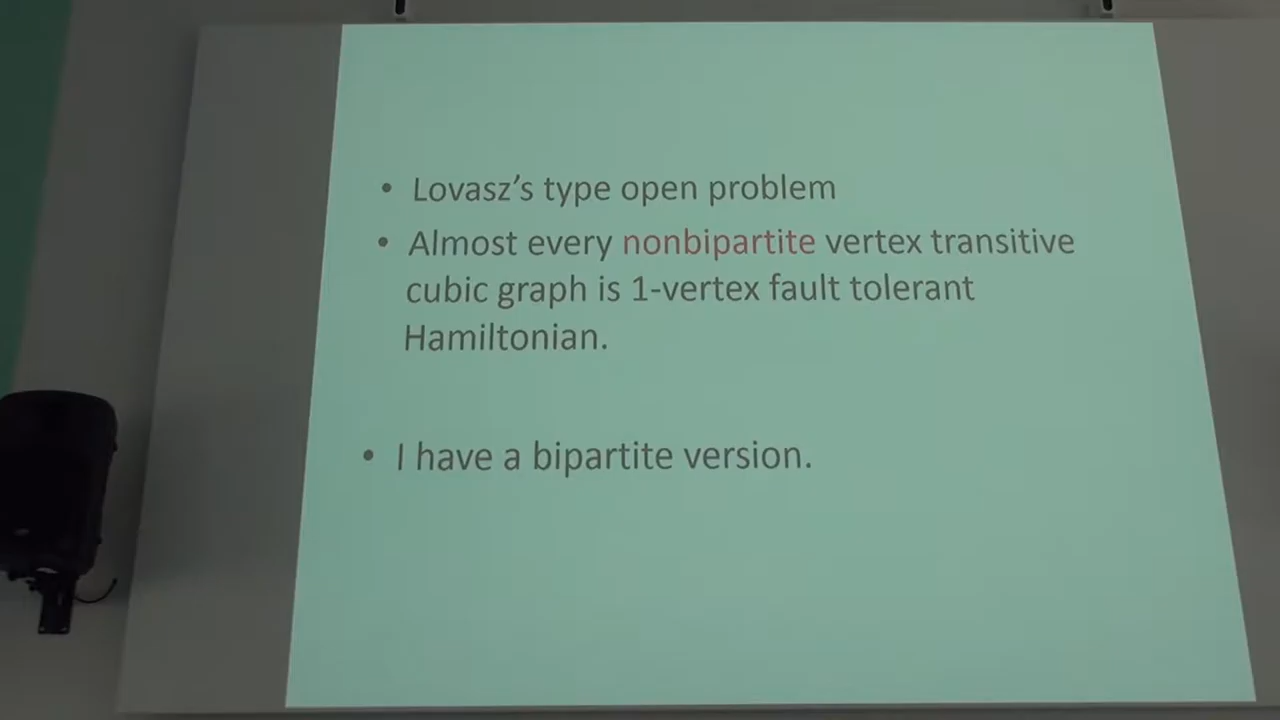 • Lovasz’s type open problem
• Almost every nonbipartite vertex transitive
cubic graph is 1-vertex fault tolerant
Hamiltonian.
• I have a bipartite version.